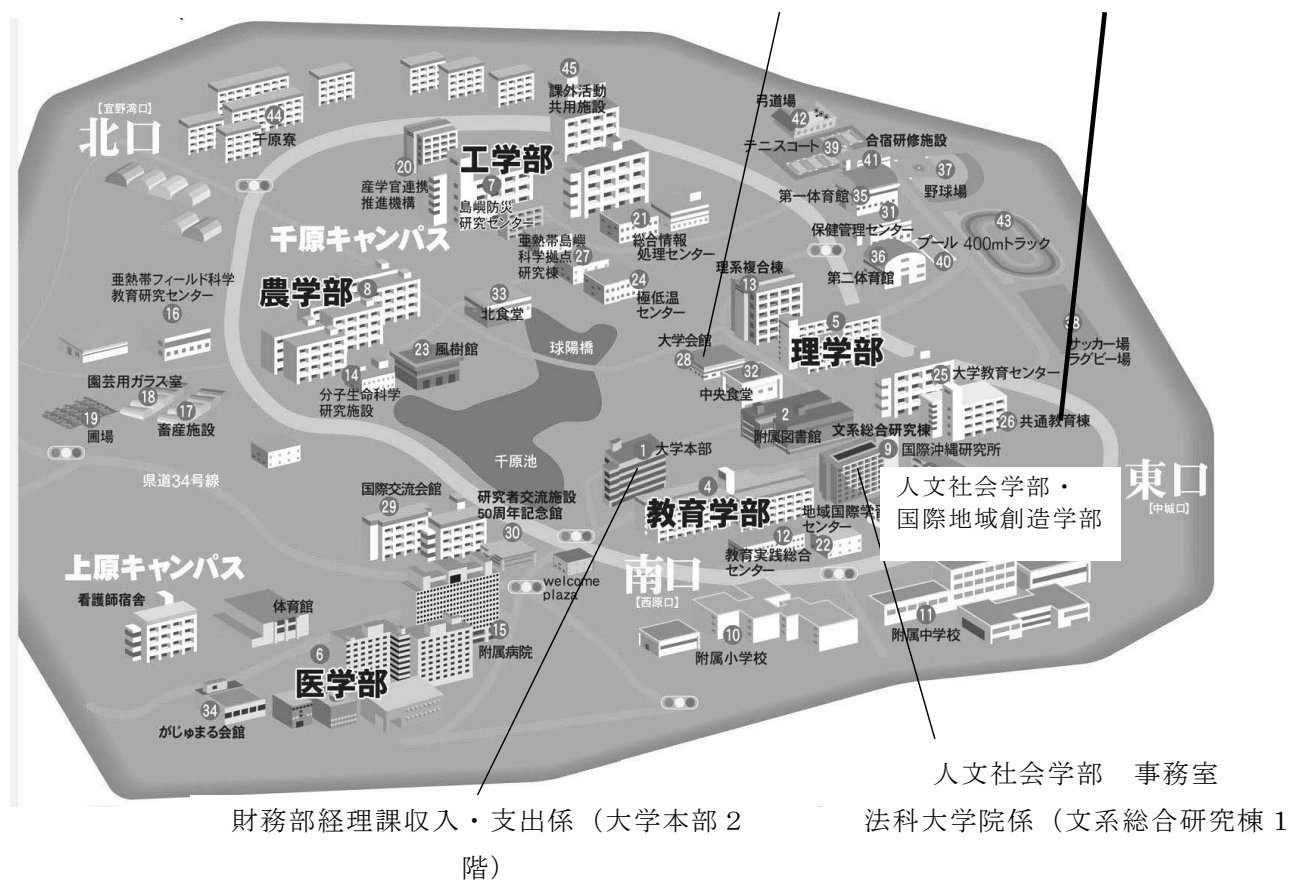 45
課外活動
共用施設
【宜野湾口】
北口
44
千原寮
弓道場
42
テニスコート 39
合宿研修施設
41
37
野球場
20
産学官連携
推進機構
工学部
7
島嶼防災
研究センター
第一体育館 35
31
保健管理センター
43
400mトラック
21
総合情報
処理センター
千原キャンパス
亜熱帯島嶼
科学拠点 27
研究棟
プール
40
36
第二体育館
亜熱帯フィールド科学
教育研究センター
16
農学部
8
33
北食堂
24
極低温
センター
理系複合棟
13
5
理学部
38
サッカー場
ラグビー場
球陽橋
大学会館
28
23 風樹館
14
分子生命科学
研究施設
32
中央食堂
25 大学教育センター
園芸用ガラス室
18
17
畜産施設
19
圃場
2
附属図書館
26 共通教育棟
文系総合研究棟
9 国際沖縄研究所
県道34号線
千原池
1 大学本部
人文社会学部・
国際地域創造学部
東口
【中城口】
国際交流会館
29
研究者交流施設
50周年記念館
30
4
教育学部
地域国際学習
センター
22
12
教育実践総合
センター
上原キャンパス
看護師宿舎
体育館
welcome
plaza
南口
【西原口】
15
附属病院
10
附属小学校
11
附属中学校
6
医学部
34
がじゅまる会館
人文社会学部　事務室
財務部経理課収入・支出係（大学本部２
階）
法科大学院係（文系総合研究棟１